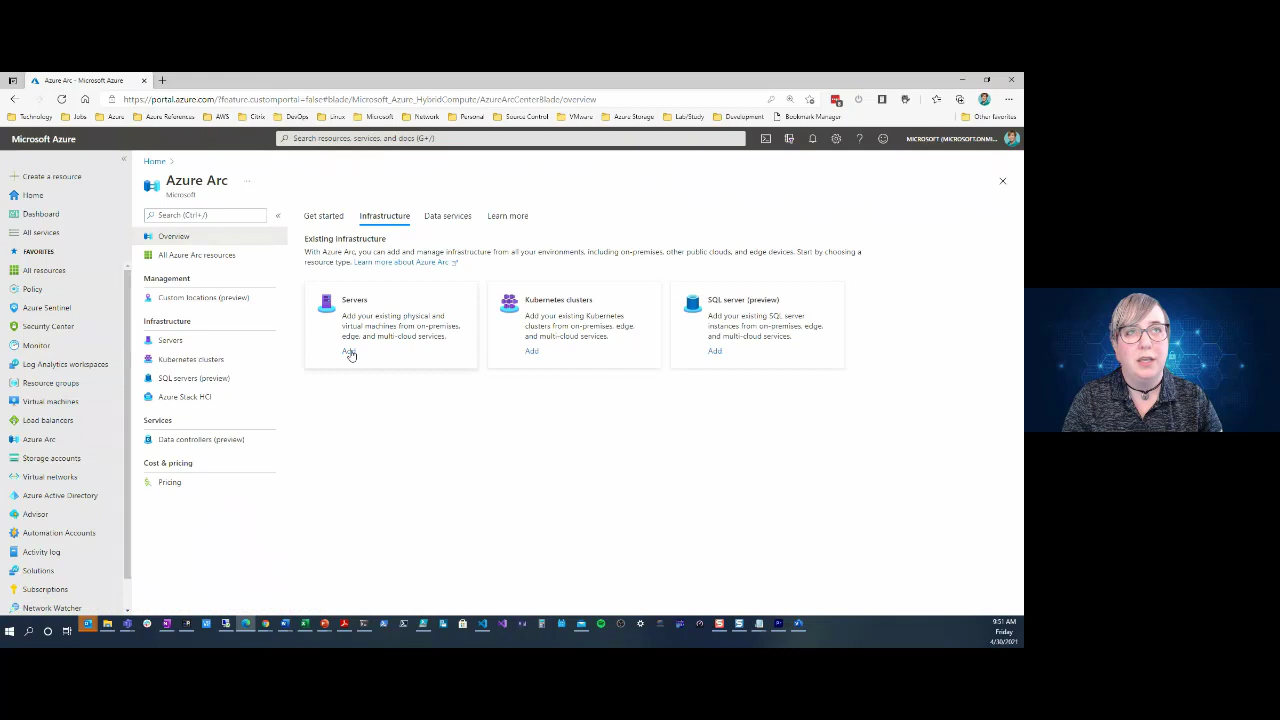 Azure Arc - Microsoft Azure
https://portal.azure.com/?feature.customportal=false#blade/Microsoft_Azure_HybridCompute/AzureArcCenterBlade/overview
Technology
Jobs
Azure
Azure References
AWS
Citrix
DevOps
Linux
Microsoft
Network
Personal
Source Control
VMware
Azure Storage
Lab/Study
Development
Other favorites
Microsoft Azure
Search resources, services, and docs (G+/)
MICROSOFT (MICROSOFT.ONMI...
Create a resource
Home
Dashboard
All services
FAVORITES
All resources
Policy
Azure Sentinel
Security Center
Monitor
Log Analytics workspaces
Resource groups
Virtual machines
Load balancers
Azure Arc
Storage accounts
Virtual networks
Azure Active Directory
Advisor
Automation Accounts
Activity log
Solutions
Subscriptions
Network Watcher
Home
Azure Arc
Microsoft
Search (Ctrl+/)
Overview
All Azure Arc resources
Management
Custom locations (preview)
Infrastructure
Servers
Kubernetes clusters
SQL servers (preview)
Azure Stack HCI
Services
Data controllers (preview)
Cost & pricing
Pricing
Get started
Infrastructure
Data services
Learn more
Existing infrastructure
With Azure Arc, you can add and manage infrastructure from all your environments, including on-premises, other public clouds, and edge devices. Start by choosing a
resource type. Learn more about Azure Arc
Servers
Add your existing physical and
virtual machines from on-premises,
edge, and multi-cloud services.
Add
Kubernetes clusters
Add your existing Kubernetes
clusters from on-premises, edge,
and multi-cloud services.
Add
SQL server (preview)
Add your existing SQL server
instances from on-premises, edge,
and multi-cloud services.
Add
9:51 AM
Friday
4/30/2021